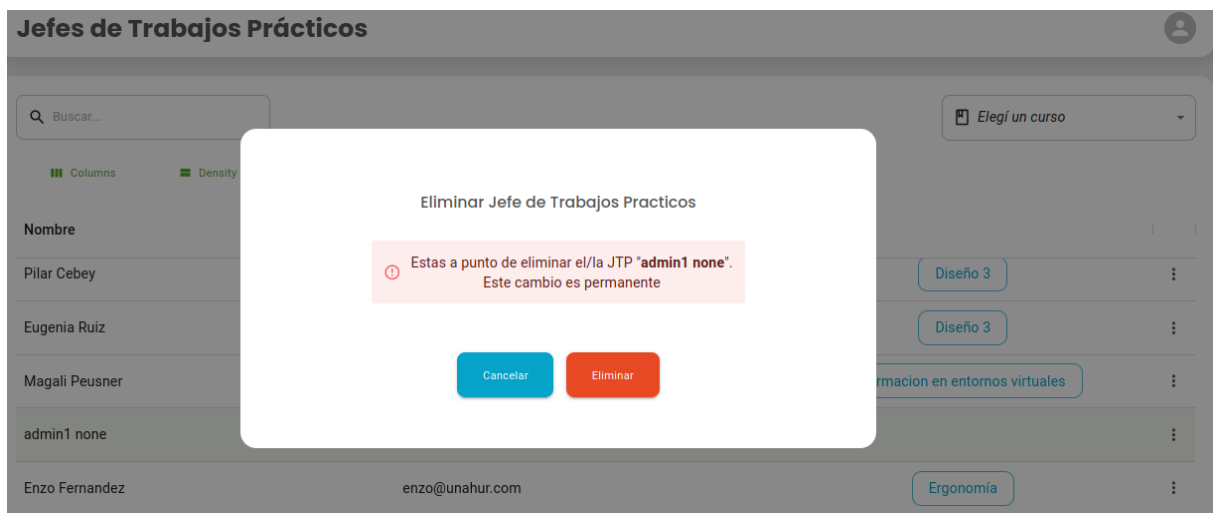 Jefes de Trabajos Prácticos
Buscar...
Elegí un curso
Columns
Density
Nombre
Eliminar Jefe de Trabajos Practicos
Estas a punto de eliminar el/la JTP "admin1 none".
Este cambio es permanente
Cancelar
Eliminar
Pilar Cebey
Diseño 3
Eugenia Ruiz
Diseño 3
Magali Peusner
rmacion en entornos virtuales
admin1 none
Enzo Fernandez
enzo@unahur.com
Ergonomía